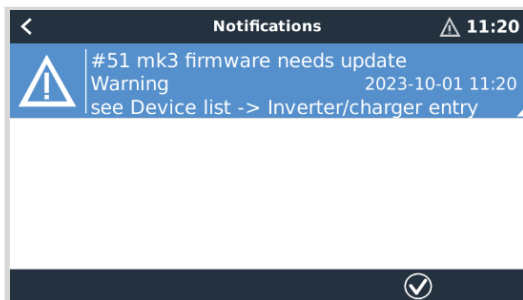 Notifications
11:20
#51 mk3 firmware needs update
Warning 2023-10-01 11:20
see Device list -> Inverter/charger entry